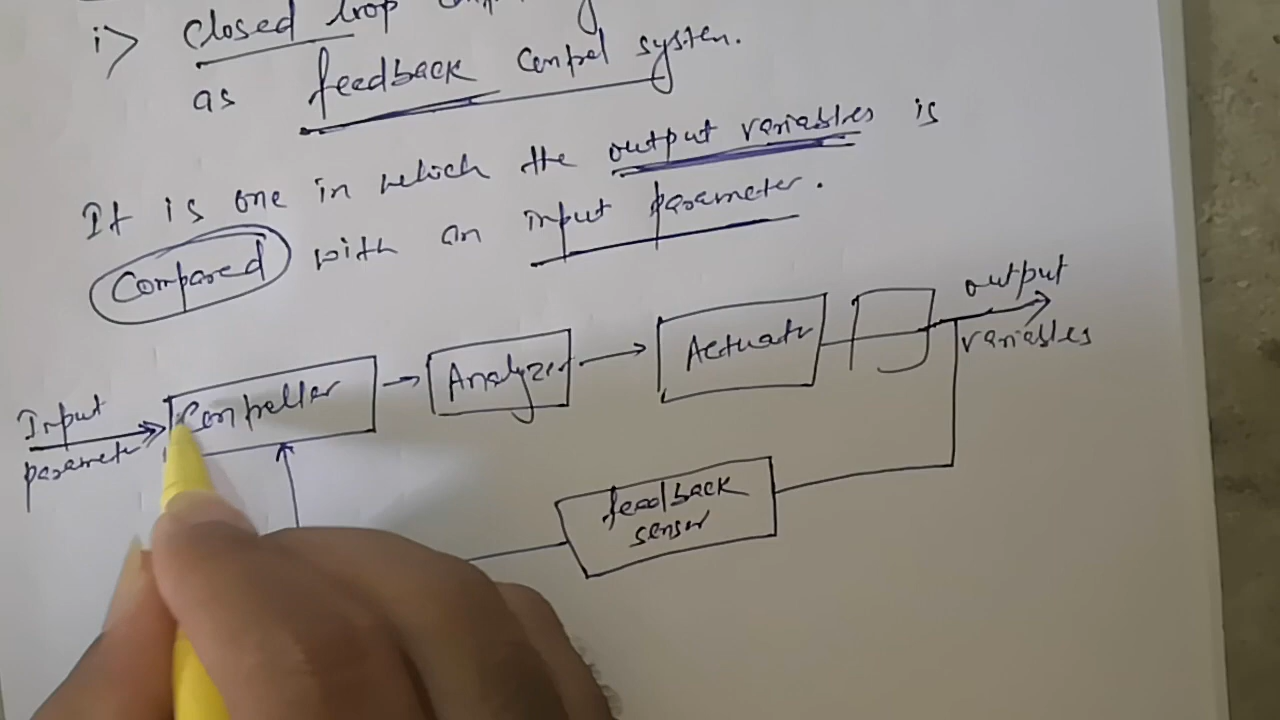 i> Closed loop
as feedback Control system.
It is one in which the output variables is
Compared with an input parameter.
output
variables
Input
parameter
Controller
Analyzer
Actuator
feedback
sensor